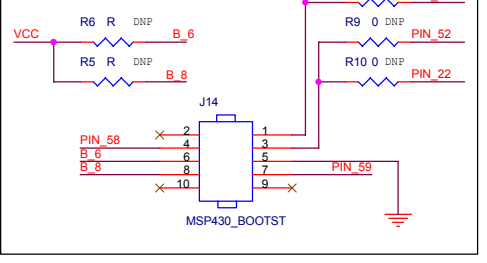 R6 R DNP
B_6
VCC
R5 R DNP
B_8
R9 0 DNP
PIN_52
R10 0 DNP
PIN_22
J14
2 1
PIN_58 4 3
B_6 6 5
B_8 8 7 PIN_59
10 9
MSP430_BOOTST